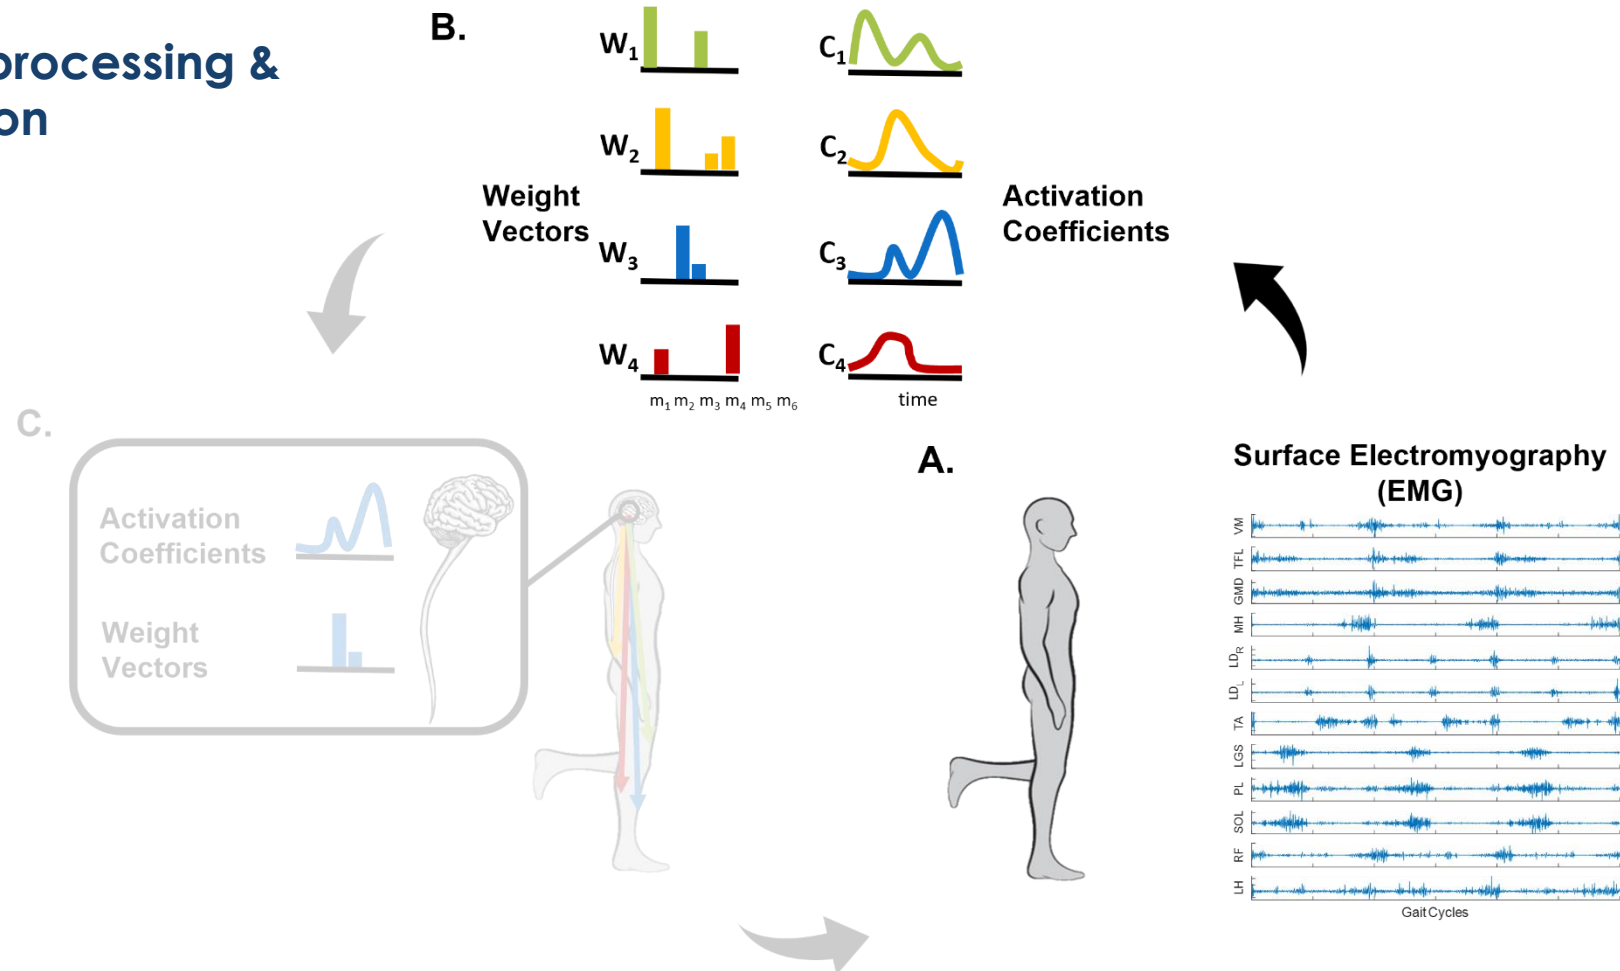 processing &
on
B.
W1
C1
W2
C2
Weight
Vectors
Activation
Coefficients
W3
C3
W4
C4
m1 m2 m3 m4 m5 m6
time
C.
Activation
Coefficients
Weight
Vectors
A.
Surface Electromyography
(EMG)
VM
TFL
GMD
MH
LDR
LDL
TA
LGS
PL
SOL
RF
LH
Gait Cycles